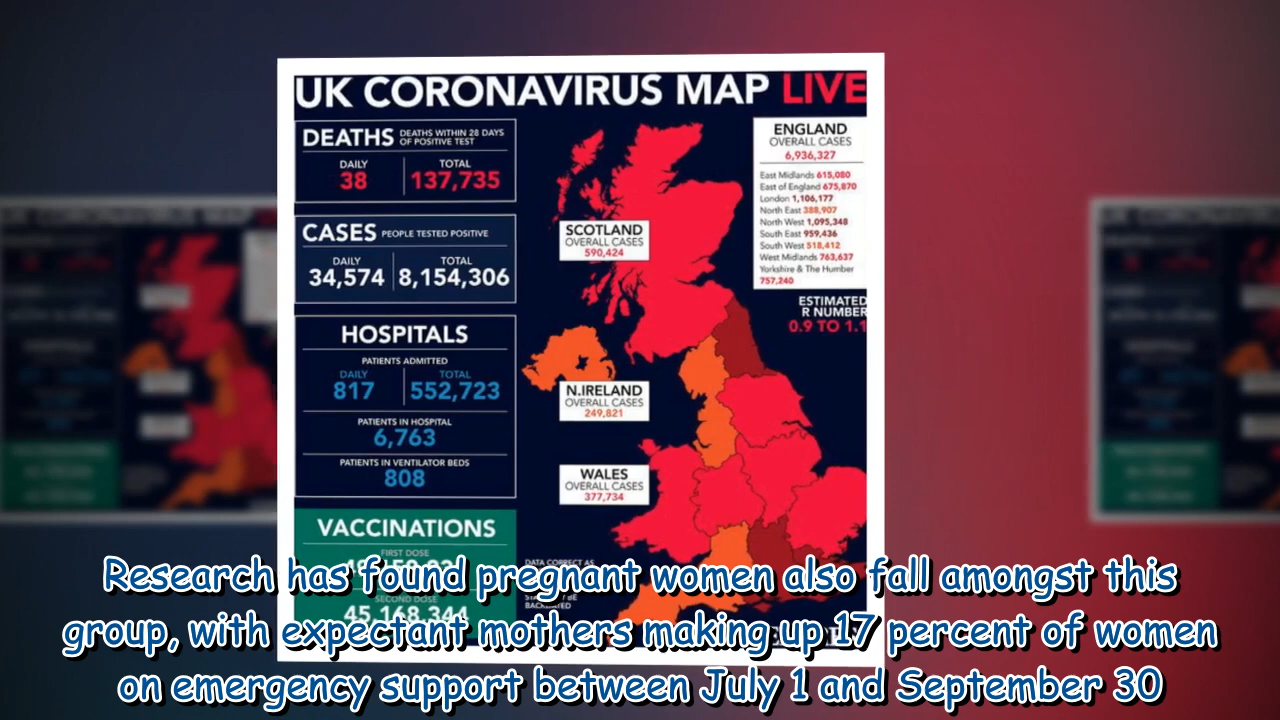 UK CORONAVIRUS MAP LIVE
DEATHS DEATHS WITHIN 28 DAYS
OF POSITIVE TEST
DAILY TOTAL
38 137,735
CASES PEOPLE TESTED POSITIVE
DAILY TOTAL
34,574 8,154,306
HOSPITALS
PATIENTS ADMITTED
DAILY TOTAL
817 552,723
PATIENTS IN HOSPITAL
6,763
PATIENTS IN VENTILATOR BEDS
808
VACCINATIONS
FIRST DOSE
SECOND DOSE
45,168,344
SCOTLAND
OVERALL CASES
590,424
N.IRELAND
OVERALL CASES
249,821
WALES
OVERALL CASES
377,734
ENGLAND
OVERALL CASES
6,936,327
East Midlands 615,080
East of England 675,870
London 1,106,177
North East 388,907
North West 1,095,348
South East 959,436
South West 518,412
West Midlands 763,637
Yorkshire & The Humber
757,240
ESTIMATED
R NUMBER
0.9 TO 1.1
DATA CORRECT AS
Research has found pregnant women also fall amongst this
group, with expectant mothers making up 17 percent of women
on emergency support between July 1 and September 30